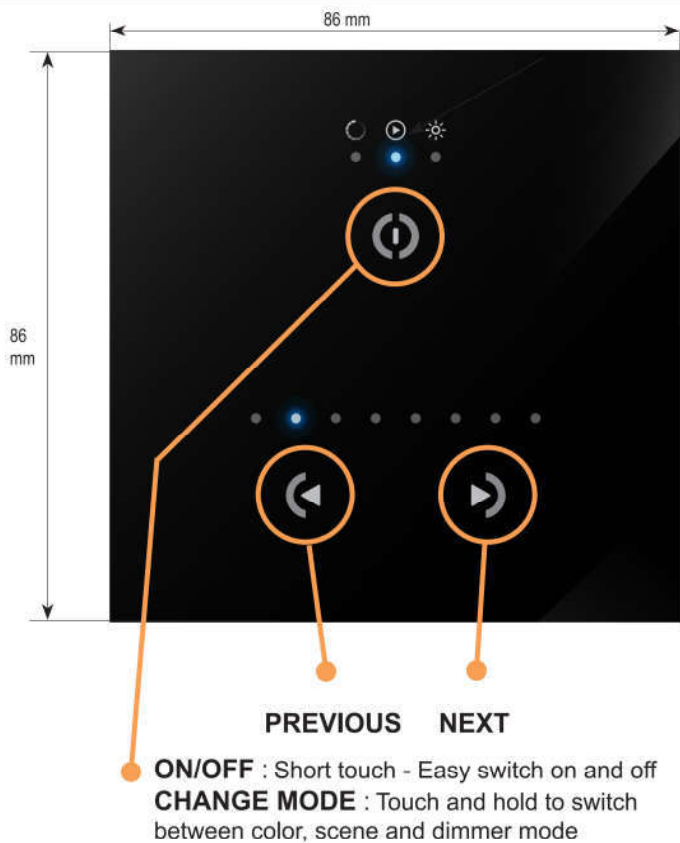 86 mm
86
mm
PREVIOUS NEXT
ON/OFF : Short touch - Easy switch on and off
CHANGE MODE : Touch and hold to switch
between color, scene and dimmer mode